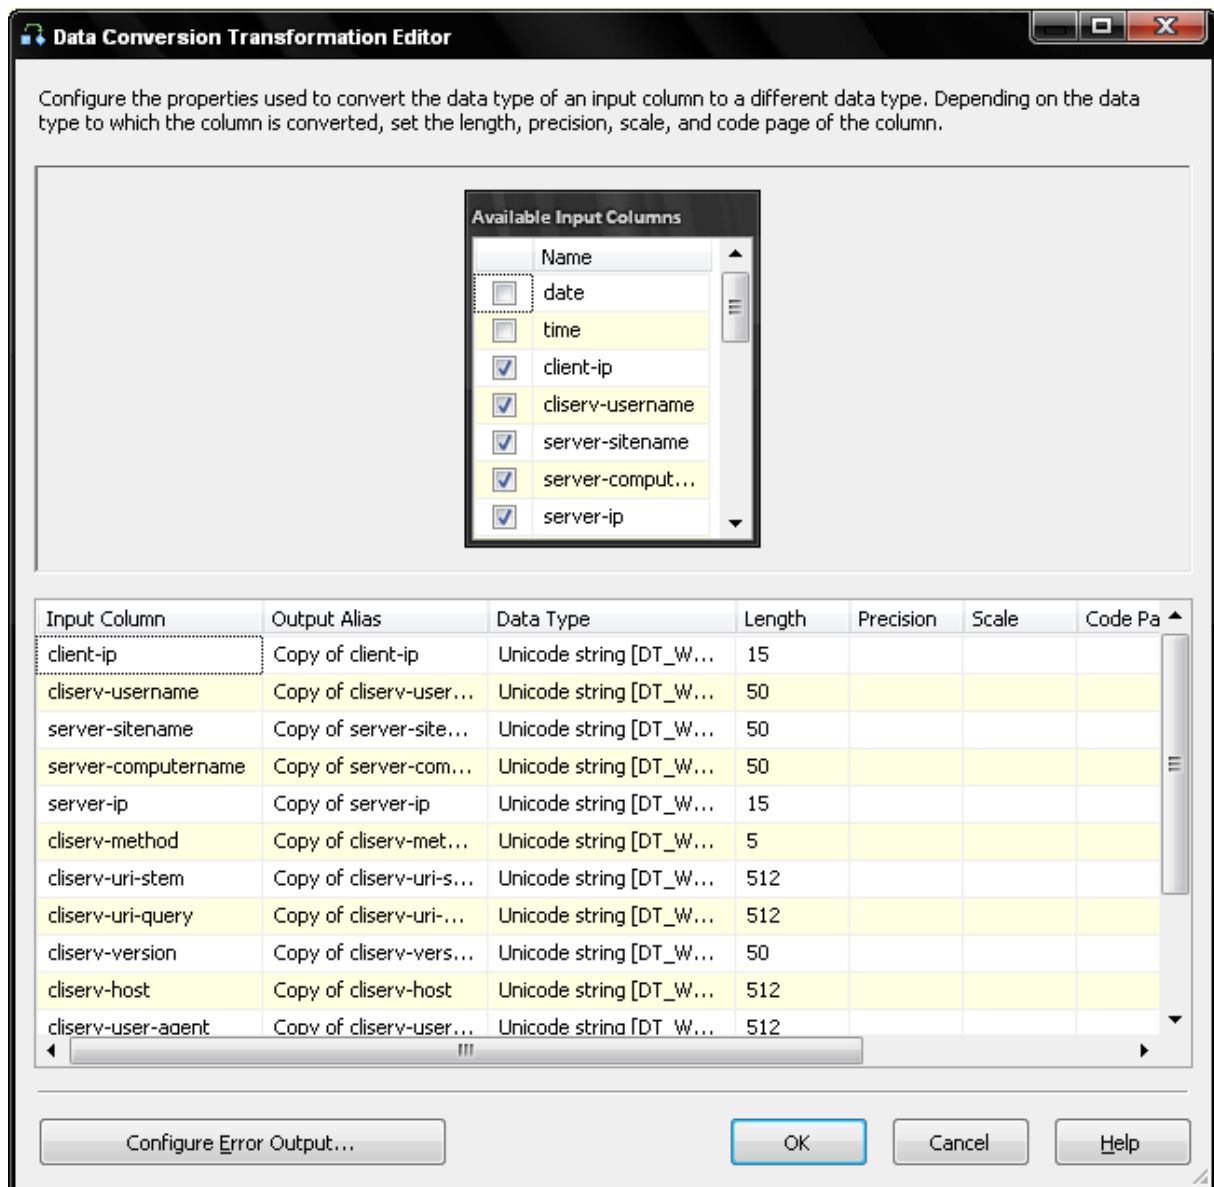 Data Conversion Transformation Editor
Configure the properties used to convert the data type of an input column to a different data type. Depending on the data
type to which the column is converted, set the length, precision, scale, and code page of the column.
Available Input Columns
Name
date
time
client-ip
cliserv-username
server-sitename
server-comput...
server-ip
Input Column Output Alias Data Type Length Precision Scale Code Pa
client-ip Copy of client-ip Unicode string [DT_W... 15
cliserv-username Copy of cliserv-user... Unicode string [DT_W... 50
server-sitename Copy of server-site... Unicode string [DT_W... 50
server-computername Copy of server-com... Unicode string [DT_W... 50
server-ip Copy of server-ip Unicode string [DT_W... 15
cliserv-method Copy of cliserv-met... Unicode string [DT_W... 5
cliserv-uri-stem Copy of cliserv-uri-s... Unicode string [DT_W... 512
cliserv-uri-query Copy of cliserv-uri-... Unicode string [DT_W... 512
cliserv-version Copy of cliserv-vers... Unicode string [DT_W... 50
cliserv-host Copy of cliserv-host Unicode string [DT_W... 512
cliserv-user-agent Copy of cliserv-user... Unicode string [DT_W... 512
Configure Error Output... OK Cancel Help